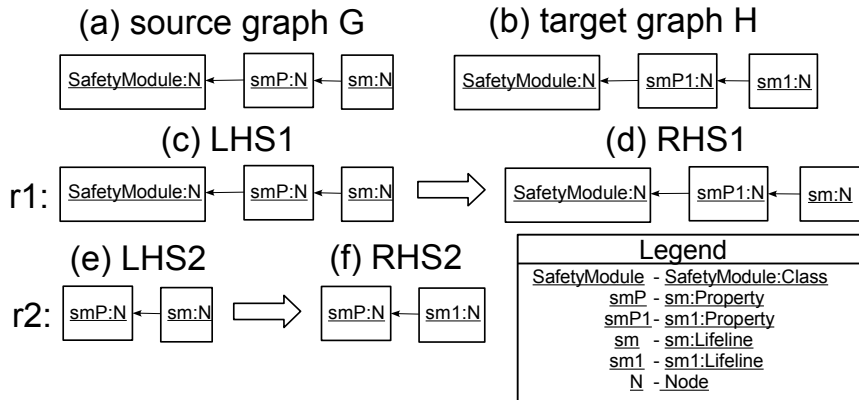 (a) source graph G (b) target graph H
SafetyModule:N smP:N sm:N SafetyModule:N smP1:N sm1:N
(c) LHS1 (d) RHS1
r1: SafetyModule:N smP:N sm:N SafetyModule:N smP1:N sm:N
(e) LHS2 (f) RHS2
r2: smP:N sm:N smP:N sm1:N
Legend
SafetyModule - SafetyModule:Class
smP - sm:Property
smP1 - sm1:Property
sm - sm:Lifeline
sm1 - sm1:Lifeline
N - Node